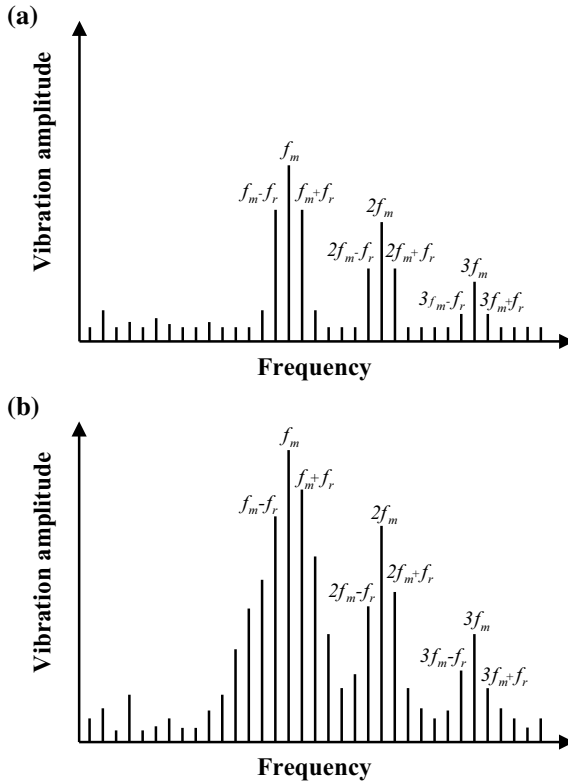 (a)
Vibration amplitude
f_m
f_m-f_r
f_m+f_r
2f_m
2f_m-f_r
2f_m+f_r
3f_m
3f_m-f_r
3f_m+f_r
Frequency
(b)
Vibration amplitude
f_m
f_m-f_r
f_m+f_r
2f_m
2f_m-f_r
2f_m+f_r
3f_m
3f_m-f_r
3f_m+f_r
Frequency